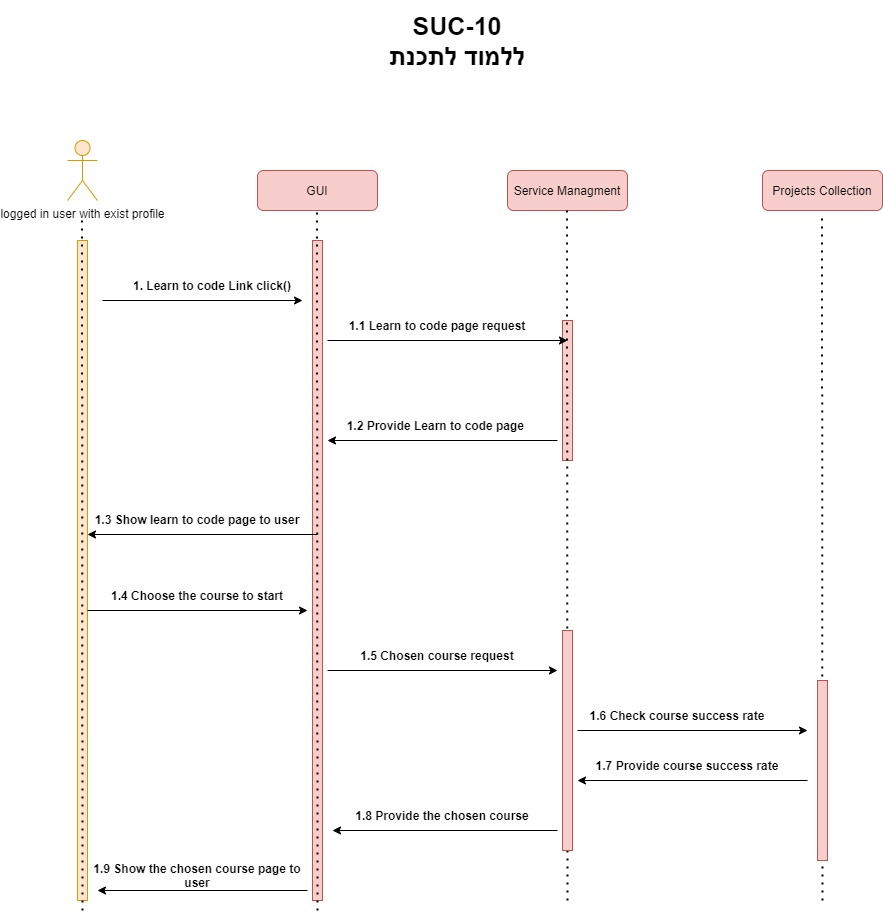 SUC-10
ללמוד לתכנת
logged in user with exist profile
GUI
Service Managment
Projects Collection
1. Learn to code Link click()
1.1 Learn to code page request
1.2 Provide Learn to code page
1.3 Show learn to code page to user
1.4 Choose the course to start
1.5 Chosen course request
1.6 Check course success rate
1.7 Provide course success rate
1.8 Provide the chosen course
1.9 Show the chosen course page to
user